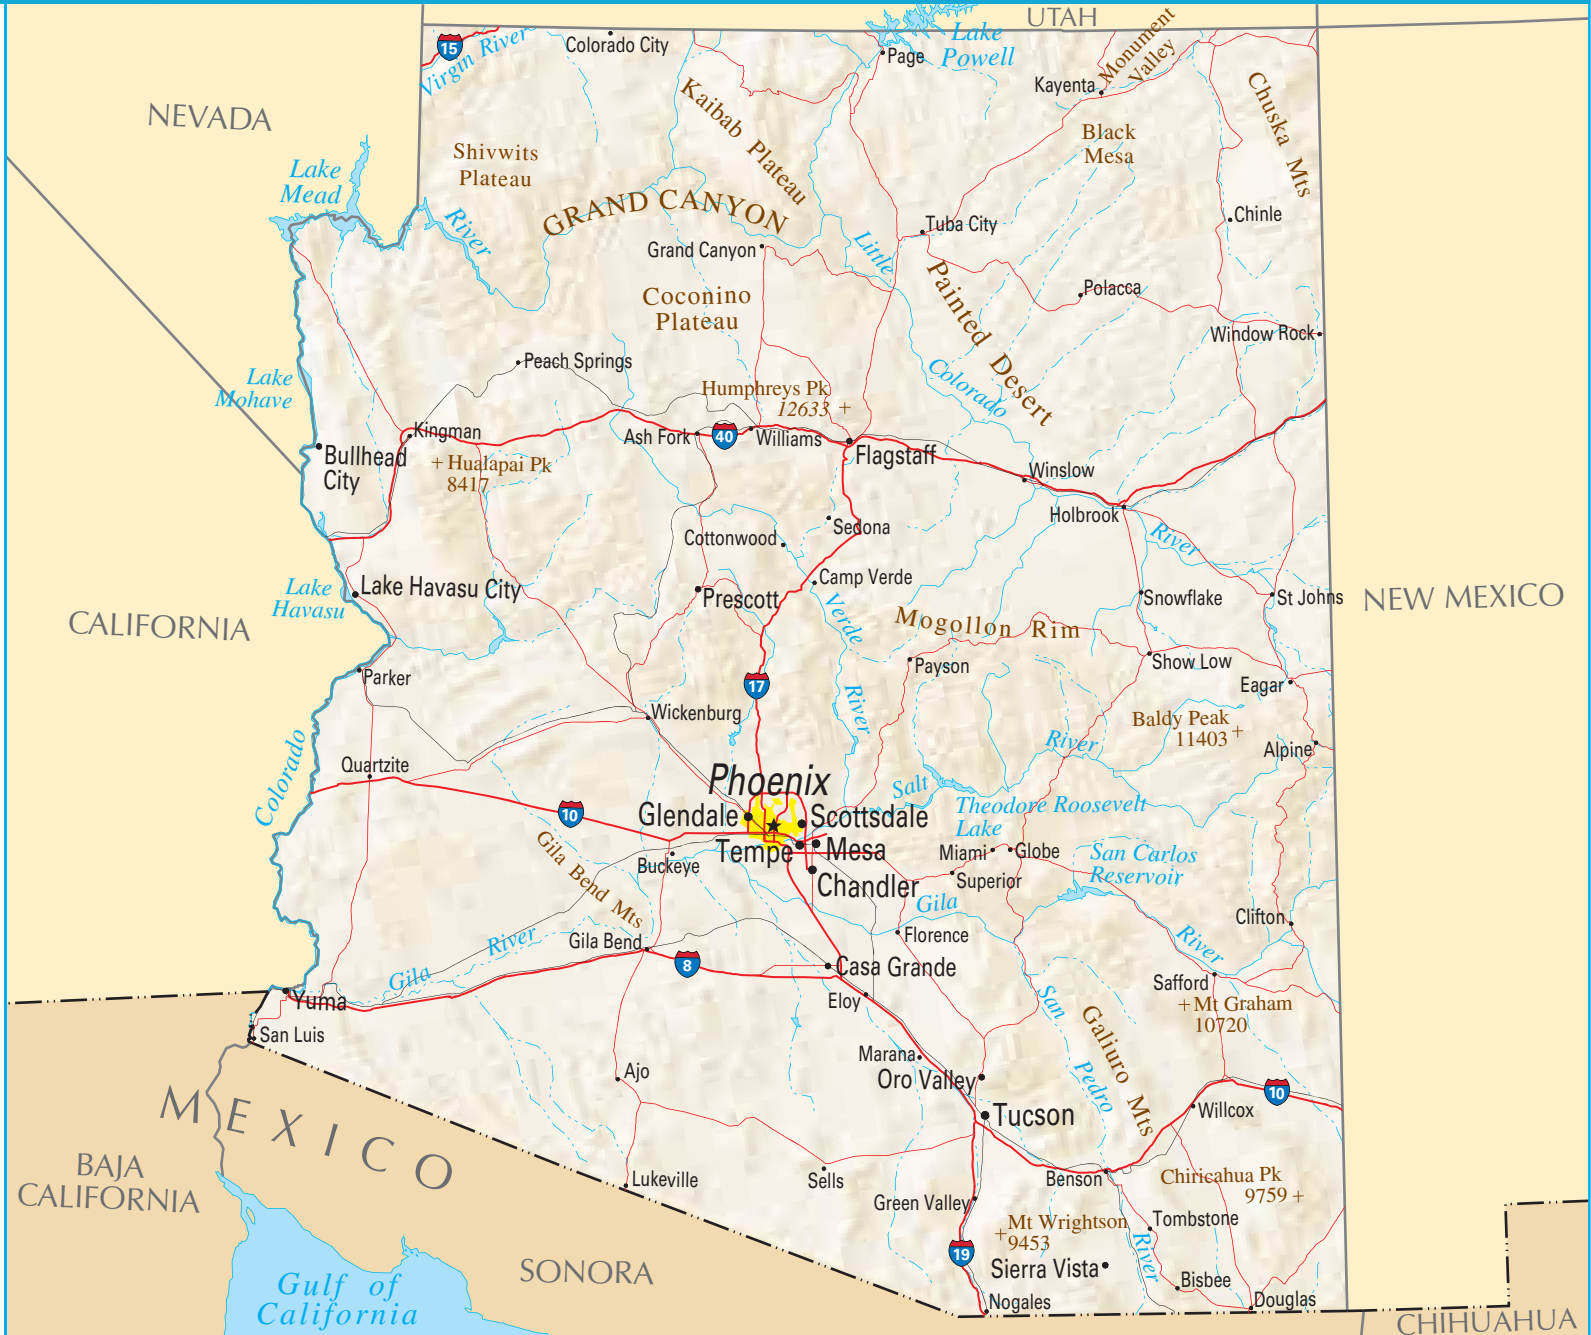 UTAH
15
Virgin River
Colorado City
Lake
Powell
Page
Monument
Valley
Kayenta
NEVADA
Kaibab Plateau
Chuska Mts
Black
Mesa
Shivwits
Plateau
Lake
Mead
River
GRAND CANYON
Grand Canyon
Little
Tuba City
Chinle
Painted Desert
Polacca
Coconino
Plateau
Window Rock
Peach Springs
Lake
Mohave
Colorado
Humphreys Pk
12633 +
Kingman
Ash Fork
40
Williams
Flagstaff
Bullhead
City
+ Hualapai Pk
8417
Winslow
Holbrook
River
Sedona
Cottonwood
Camp Verde
Lake
Havasu
Lake Havasu City
Prescott
Verde
River
Snowflake
St Johns
CALIFORNIA
NEW MEXICO
Mogollon Rim
Payson
Show Low
Eagar
Parker
17
Wickenburg
Baldy Peak
11403 +
River
Alpine
Colorado
Quartzite
Phoenix
Salt
10
Glendale
Scottsdale
Theodore Roosevelt
Lake
Tempe
Mesa
Miami
Globe
San Carlos
Reservoir
Gila Bend Mts
Buckeye
Superior
Chandler
Gila
Clifton
Florence
River
Gila River
Gila Bend
8
Casa Grande
Safford
Eloy
San
Pedro
River
+ Mt Graham
10720
Yuma
San Luis
Galiuro Mts
Marana
Oro Valley
Ajo
10
Willcox
Tucson
MEXICO
BAJA
CALIFORNIA
Lukeville
Sells
Benson
Chiricahua Pk
9759 +
Green Valley
Tombstone
+ Mt Wrightson
9453
19
Sierra Vista
SONORA
Bisbee
Gulf of
California
Nogales
Douglas
CHIHUAHUA